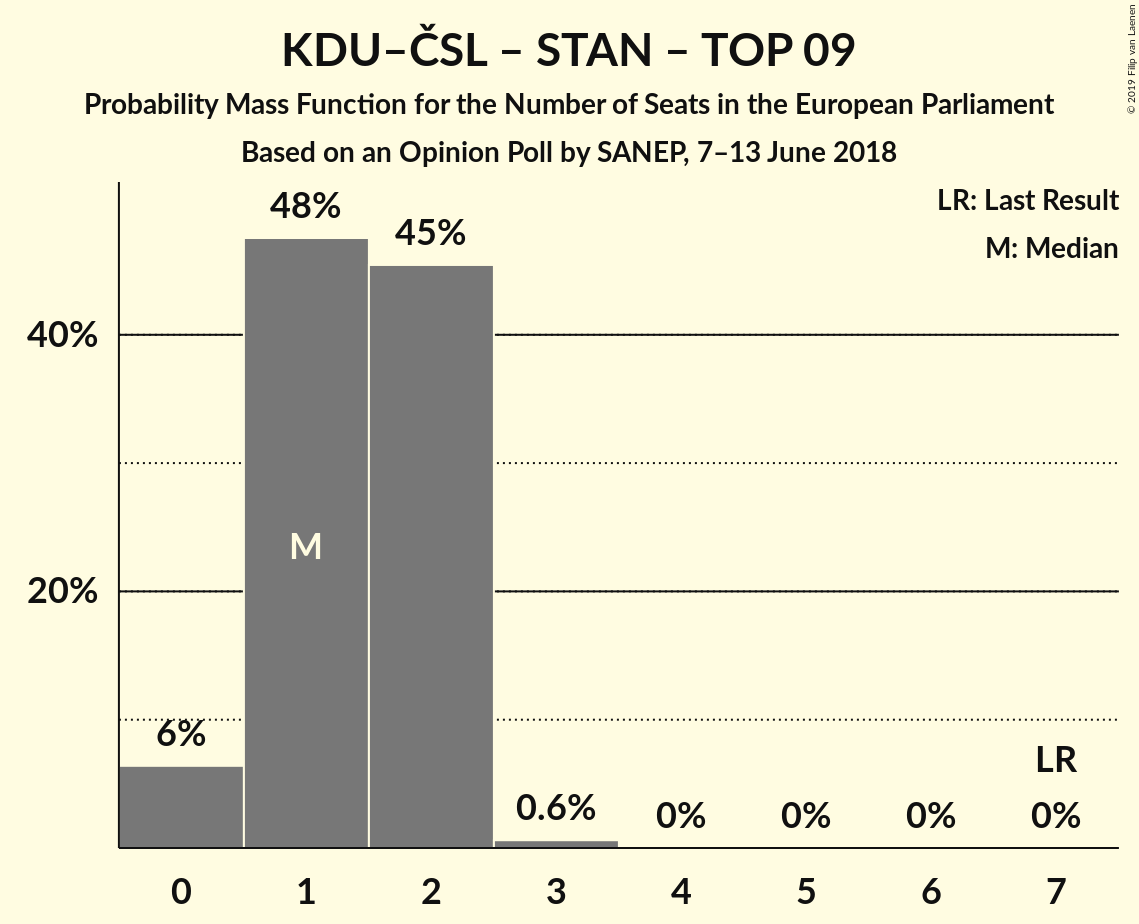 KDU–ČSL – STAN – TOP 09
Probability Mass Function for the Number of Seats in the European Parliament
Based on an Opinion Poll by SANEP, 7–13 June 2018
© 2019 Filip van Laenen
LR: Last Result
M: Median
48%
45%
40%
M
20%
6%
LR
0.6%
0%
0%
0%
0%
0 1 2 3 4 5 6 7